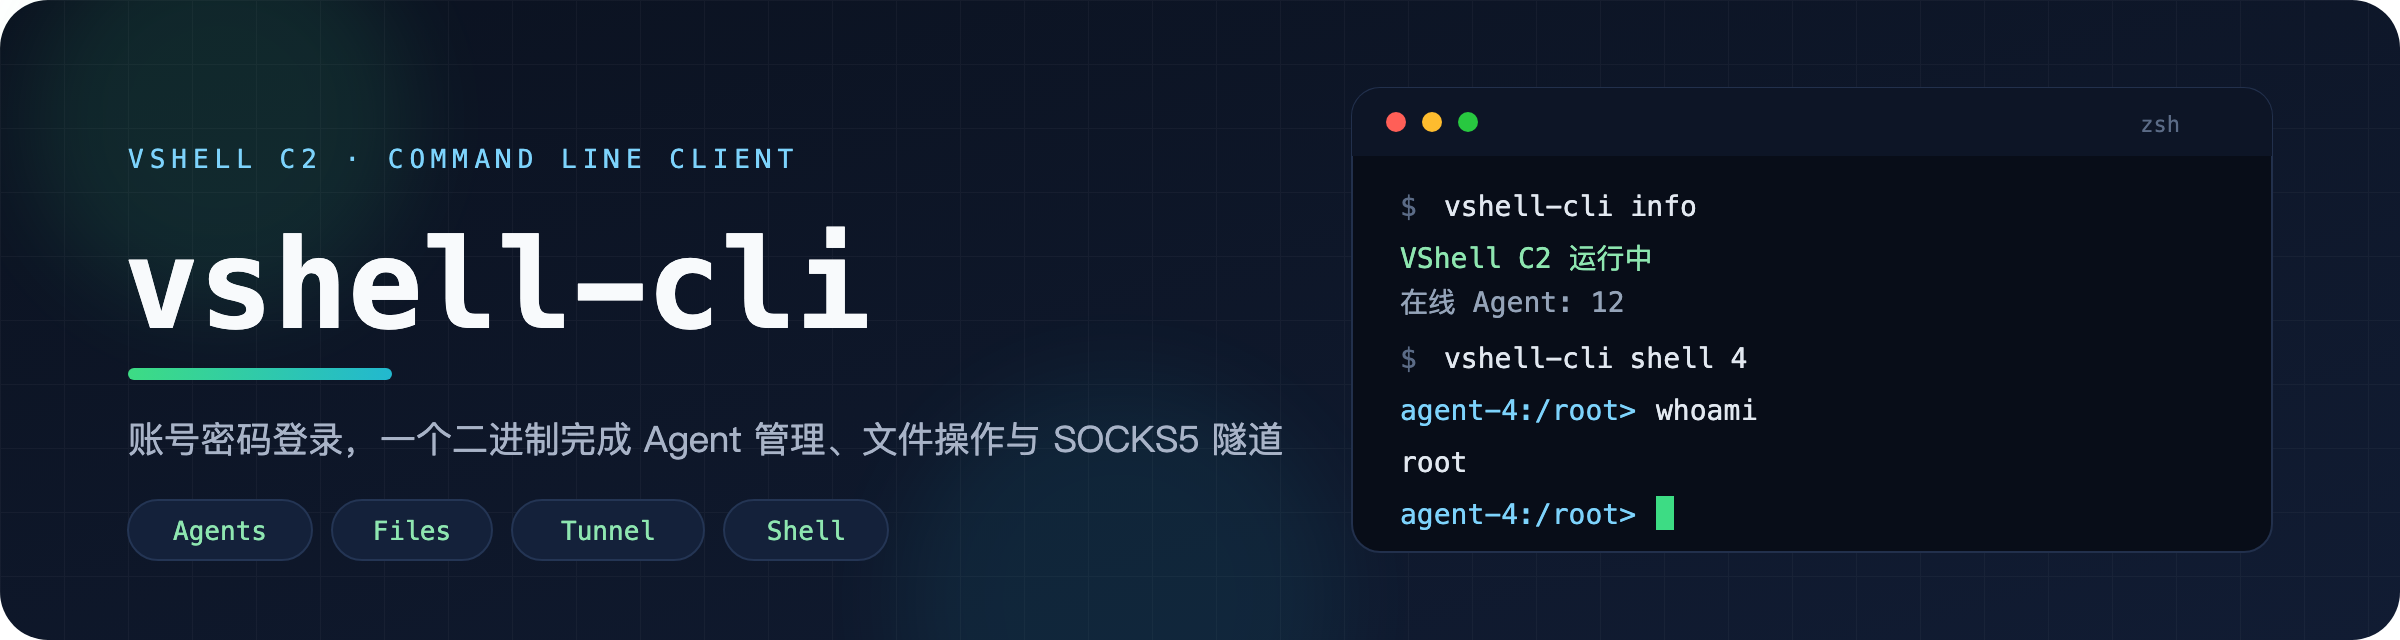 VSHELL C2 · COMMAND LINE CLIENT
vshell-cli
账号密码登录，一个二进制完成 Agent 管理、文件操作与 SOCKS5 隧道
Agents
Files
Tunnel
Shell
zsh
$ vshell-cli info
VShell C2 运行中
在线 Agent: 12
$ vshell-cli shell 4
agent-4:/root> whoami
root
agent-4:/root>